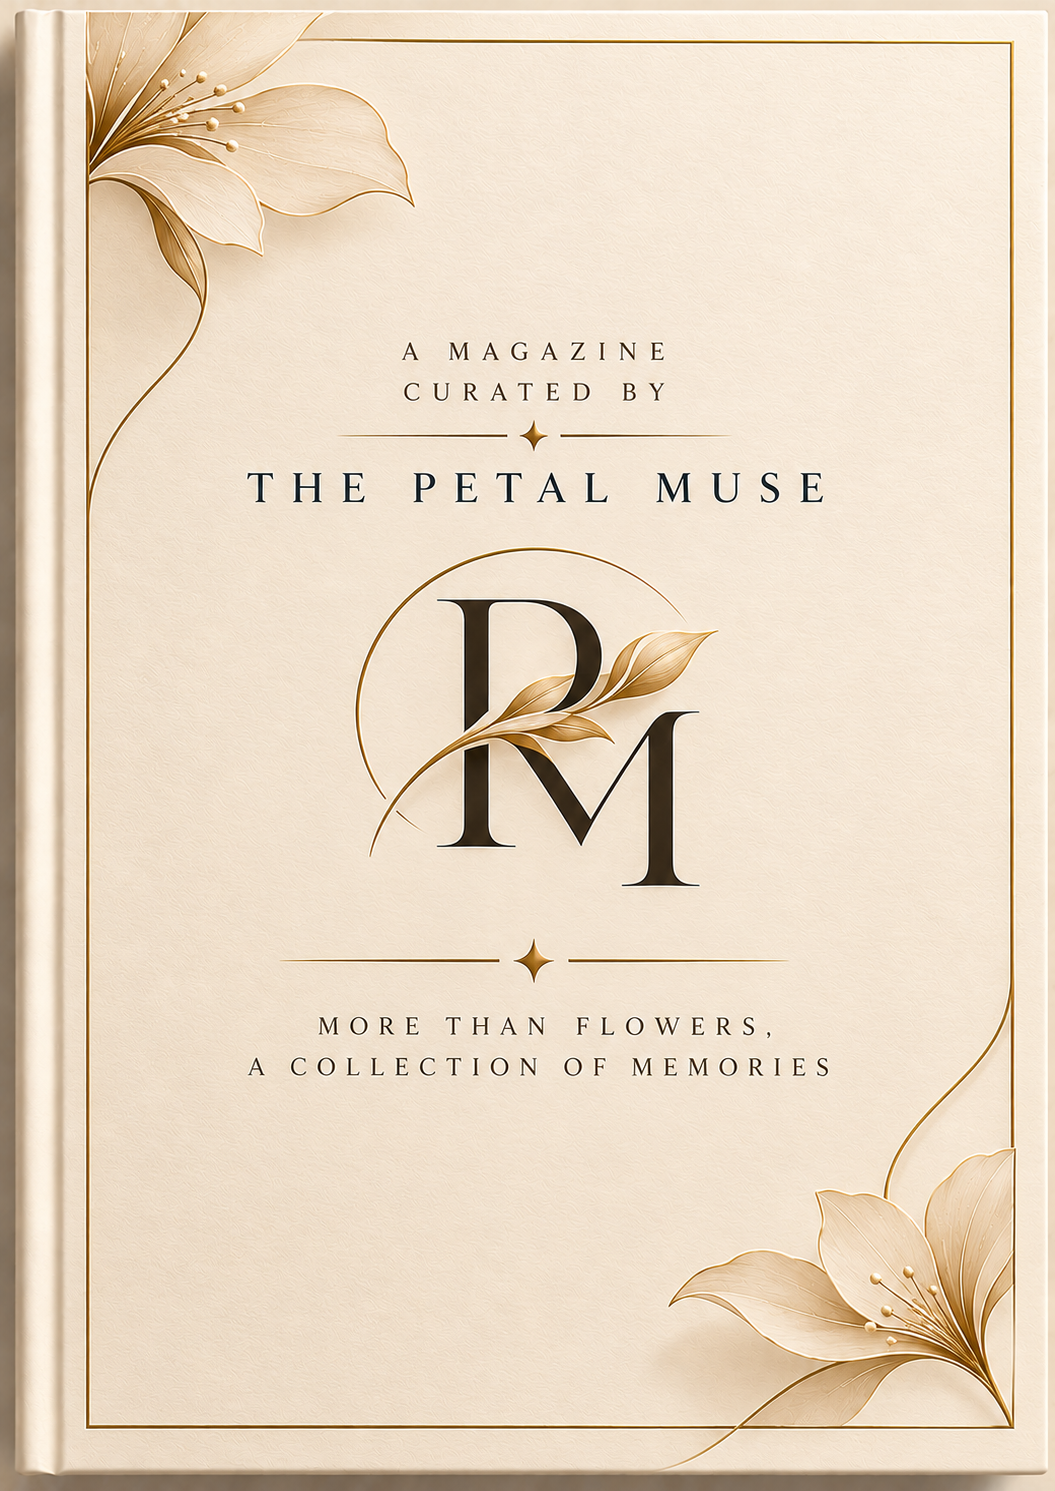 A MAGAZINE
CURATED BY
THE PETAL MUSE
PM
MORE THAN FLOWERS,
A COLLECTION OF MEMORIES